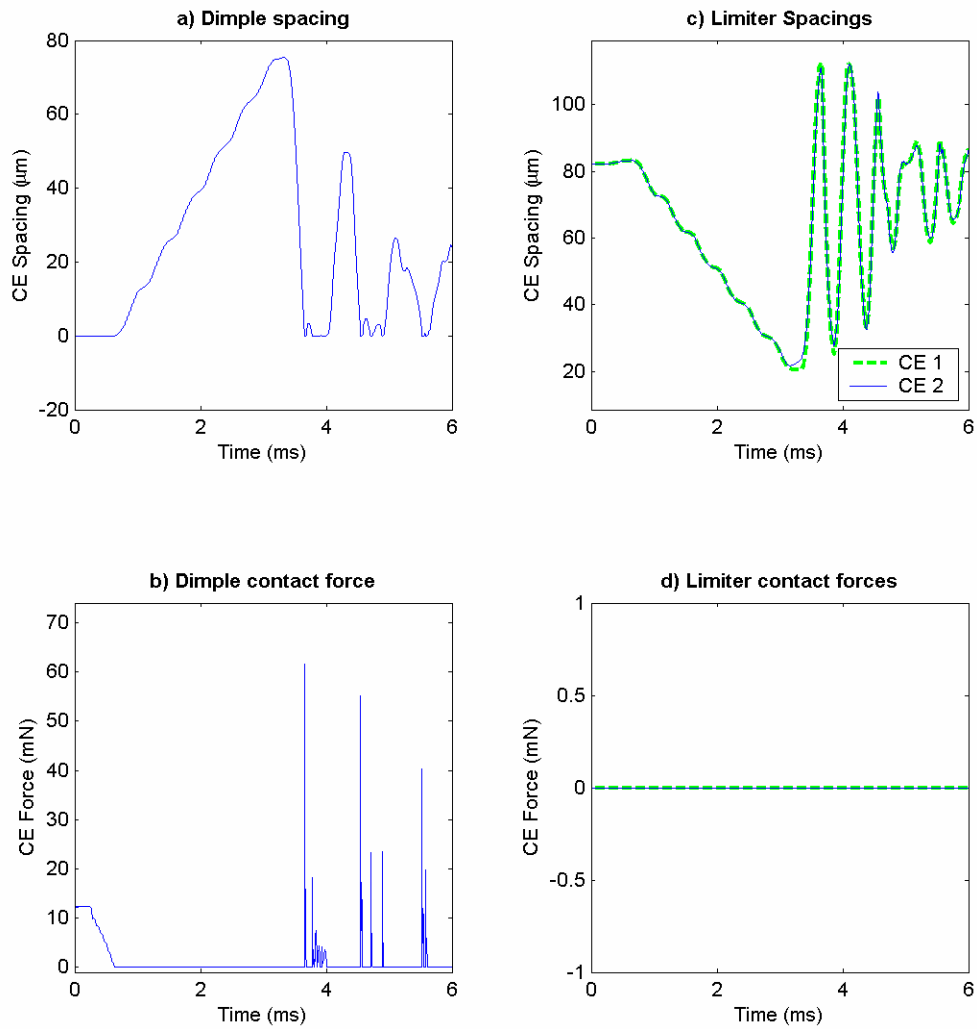 a) Dimple spacing
80
60
40
20
0
-20
CE Spacing (μm)
0 2 4 6
Time (ms)
c) Limiter Spacings
100
80
60
40
20
CE Spacing (μm)
CE 1
CE 2
0 2 4 6
Time (ms)
b) Dimple contact force
70
60
50
40
30
20
10
0
CE Force (mN)
0 2 4 6
Time (ms)
d) Limiter contact forces
1
0.5
0
-0.5
-1
CE Force (mN)
0 2 4 6
Time (ms)